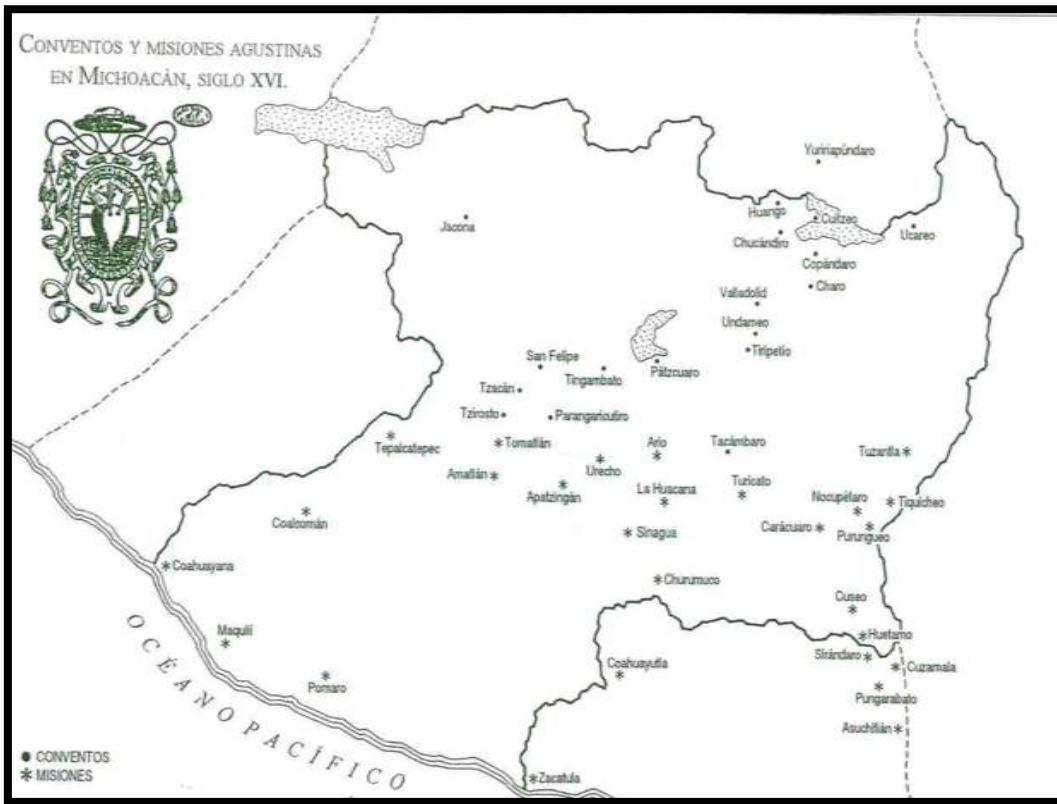 CONVENTOS Y MISIONES AGUSTINAS
EN MICHOACÁN, SIGLO XVI.
Yuririapúndaro
Huango
Cuitzeo
Jacona
Chucándiro
Ucareo
Copándaro
Charo
Valladolid
Undameo
Tiripetio
San Felipe
Tingambato
Pátzcuaro
Tzacán
Tzirosto
Parangaricutiro
Tepalcatepec
Tomatlán
Ario
Tacámbaro
Tuzantla
Urecho
Amatlán
Apatzingán
La Huacana
Turicato
Nocupétaro
Tiquicheo
Coalcomán
Sinagua
Carácuaro
Purungueo
Coahuayana
Churumuco
Cuseo
Maquilí
Huetamo
Sirándaro
Cuzamala
Coahuayutla
Pomaro
Pungarabato
Asuchitlán
OCÉANO PACÍFICO
CONVENTOS
MISIONES
Zacatula